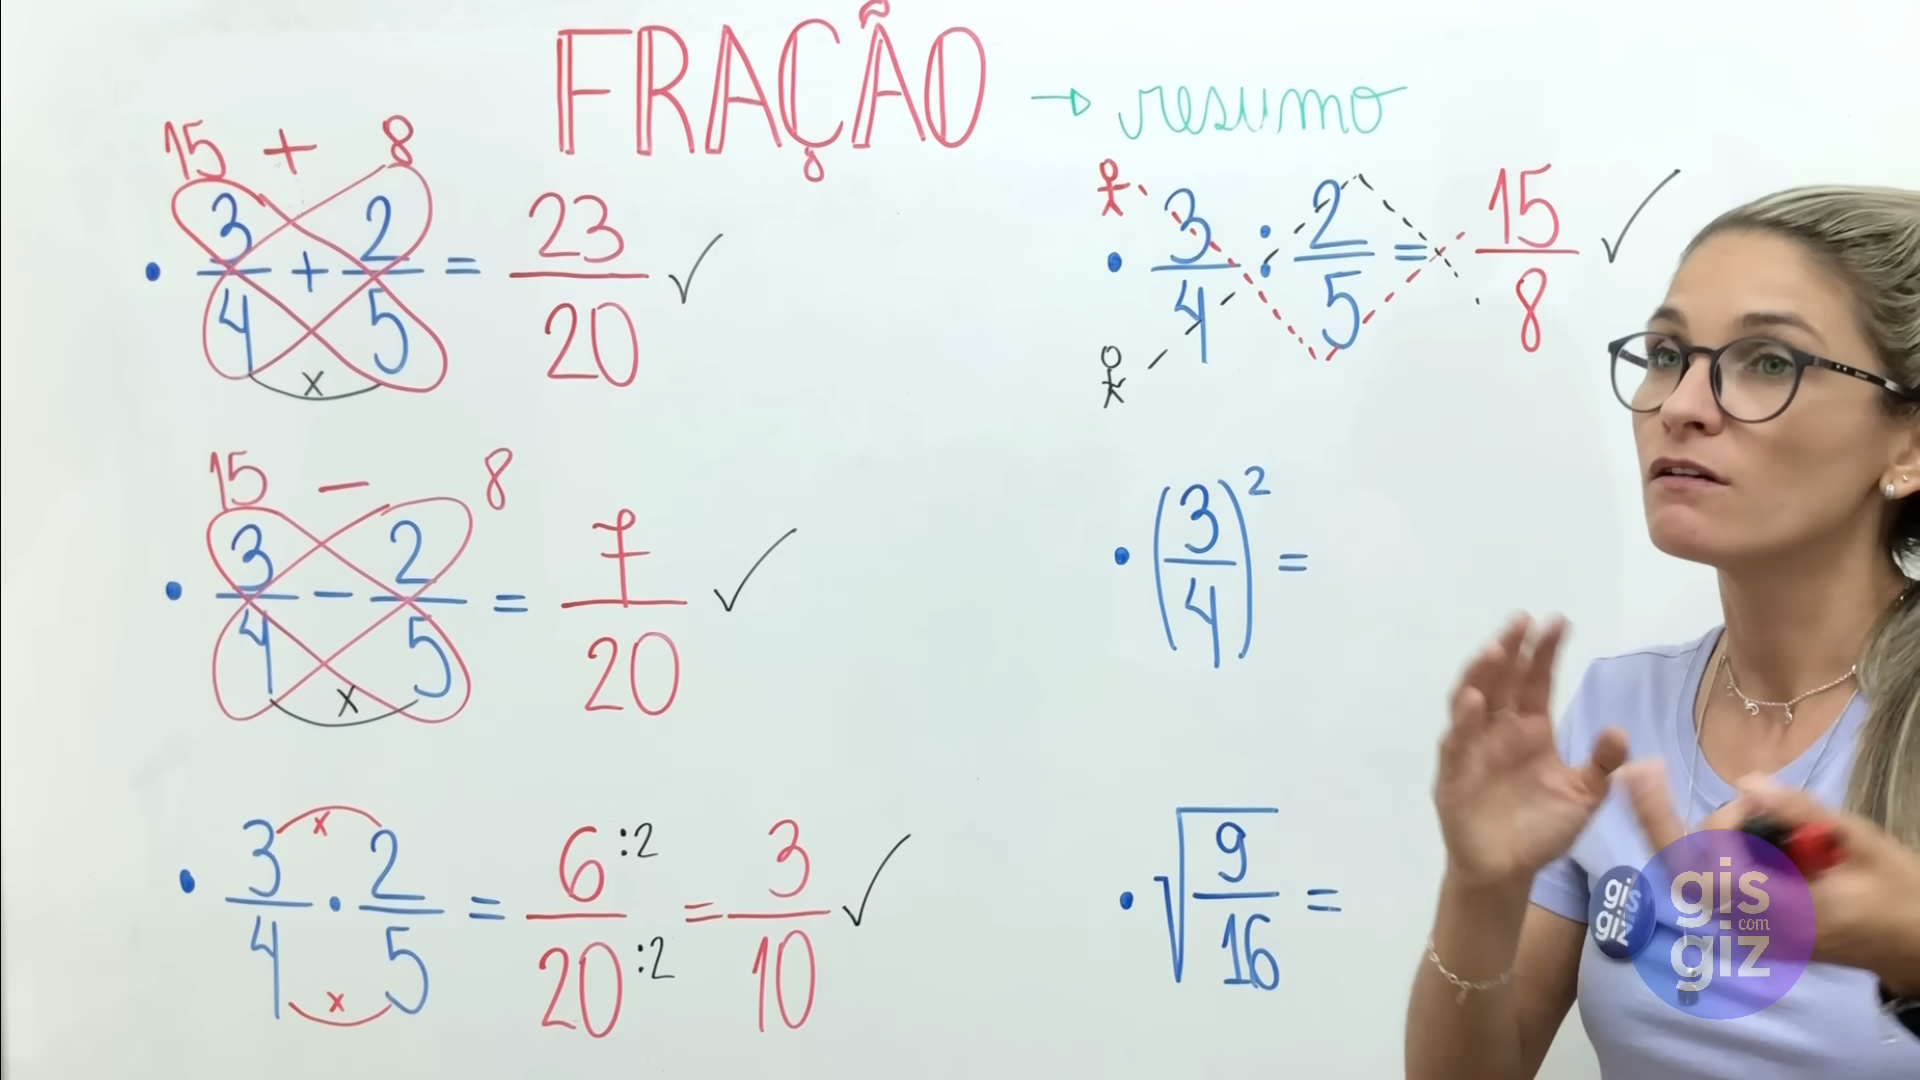 FRAÇÃO → resumo
15 + 8
• 3/4 + 2/5 = 23/20 ✓
x
15 − 8
• 3/4 − 2/5 = 7/20 ✓
x
x
• 3/4 · 2/5 = 6/20 :2 :2 = 3/10 ✓
x
• 3/4 : 2/5 = 15/8 ✓
• (3/4)² =
• √(9/16) =
gis
giz
gis
com
giz